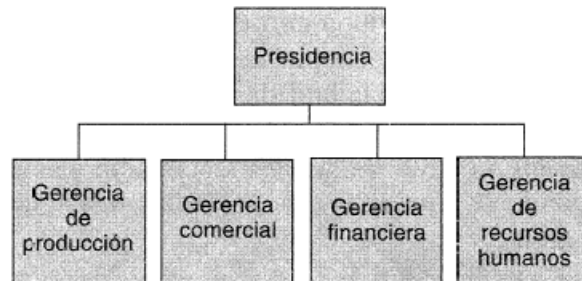 Presidencia
Gerencia
de
producción
Gerencia
comercial
Gerencia
financiera
Gerencia
de
recursos
humanos